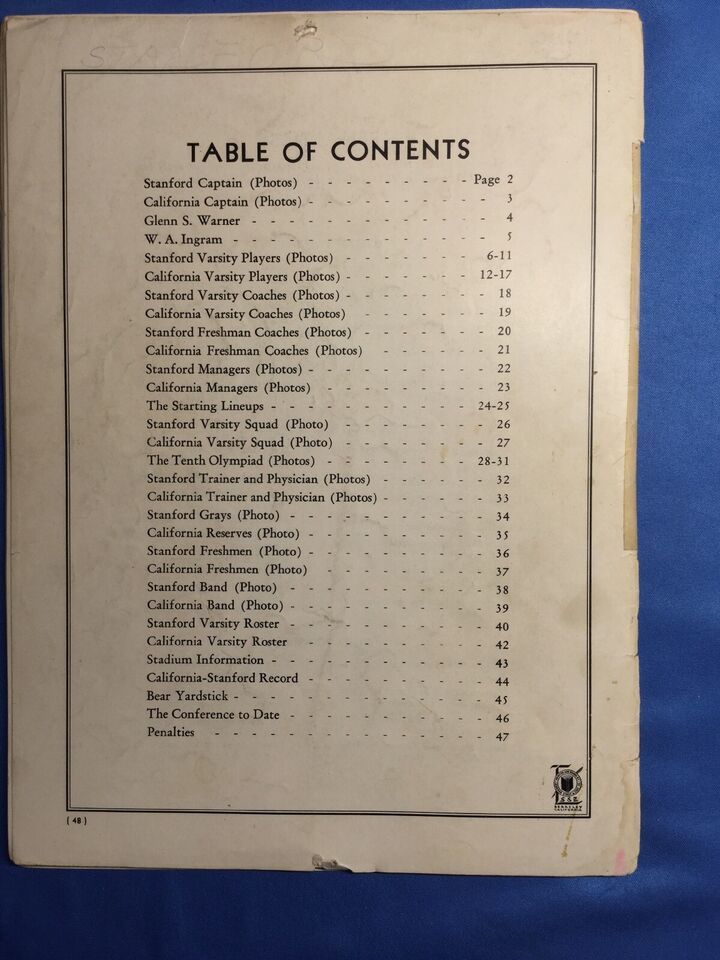 STANFORD
TABLE OF CONTENTS
Stanford Captain (Photos) - - - - - - - - - Page 2
California Captain (Photos) - - - - - - - - - - 3
Glenn S. Warner - - - - - - - - - - - - - 4
W. A. Ingram - - - - - - - - - - - - - - 5
Stanford Varsity Players (Photos) - - - - - - - 6-11
California Varsity Players (Photos) - - - - - - - 12-17
Stanford Varsity Coaches (Photos) - - - - - - - - 18
California Varsity Coaches (Photos) - - - - - - - 19
Stanford Freshman Coaches (Photos) - - - - - - - 20
California Freshman Coaches (Photos) - - - - - - 21
Stanford Managers (Photos) - - - - - - - - - - 22
California Managers (Photos) - - - - - - - - - 23
The Starting Lineups - - - - - - - - - - - 24-25
Stanford Varsity Squad (Photo) - - - - - - - - 26
California Varsity Squad (Photo) - - - - - - - - 27
The Tenth Olympiad (Photos) - - - - - - - - 28-31
Stanford Trainer and Physician (Photos) - - - - - - 32
California Trainer and Physician (Photos) - - - - - - 33
Stanford Grays (Photo) - - - - - - - - - - - 34
California Reserves (Photo) - - - - - - - - - - 35
Stanford Freshmen (Photo) - - - - - - - - - - 36
California Freshmen (Photo) - - - - - - - - - 37
Stanford Band (Photo) - - - - - - - - - - - 38
California Band (Photo) - - - - - - - - - - - 39
Stanford Varsity Roster - - - - - - - - - - - 40
California Varsity Roster - - - - - - - - - - 42
Stadium Information - - - - - - - - - - - - 43
California-Stanford Record - - - - - - - - - - 44
Bear Yardstick - - - - - - - - - - - - - - 45
The Conference to Date - - - - - - - - - - - 46
Penalties - - - - - - - - - - - - - - - 47
S & E
BERKELEY
CALIFORNIA
( 48 )